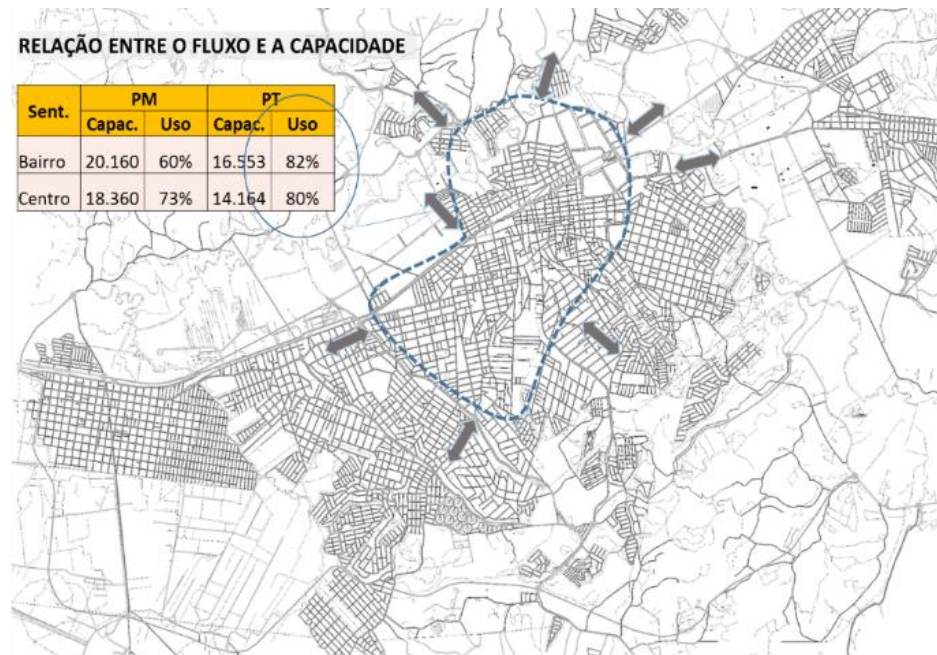 RELAÇÃO ENTRE O FLUXO E A CAPACIDADE
Sent. PM PT
Capac. Uso Capac. Uso
Bairro 20.160 60% 16.553 82%
Centro 18.360 73% 14.164 80%